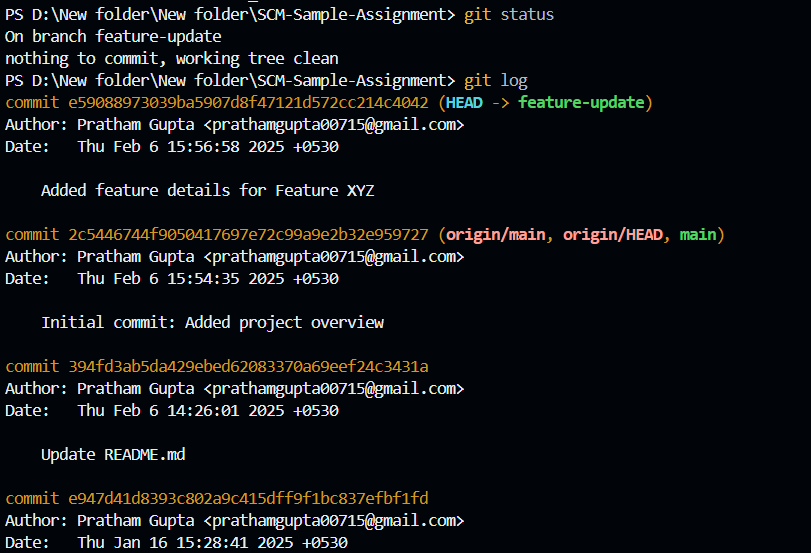 PS D:\New folder\New folder\SCM-Sample-Assignment> git status
On branch feature-update
nothing to commit, working tree clean
PS D:\New folder\New folder\SCM-Sample-Assignment> git log
commit e59088973039ba5907d8f47121d572cc214c4042 (HEAD -> feature-update)
Author: Pratham Gupta <prathamgupta00715@gmail.com>
Date:   Thu Feb 6 15:56:58 2025 +0530
    Added feature details for Feature XYZ
commit 2c5446744f9050417697e72c99a9e2b32e959727 (origin/main, origin/HEAD, main)
Author: Pratham Gupta <prathamgupta00715@gmail.com>
Date:   Thu Feb 6 15:54:35 2025 +0530
    Initial commit: Added project overview
commit 394fd3ab5da429ebed62083370a69eef24c3431a
Author: Pratham Gupta <prathamgupta00715@gmail.com>
Date:   Thu Feb 6 14:26:01 2025 +0530
    Update README.md
commit e947d41d8393c802a9c415dff9f1bc837efbf1fd
Author: Pratham Gupta <prathamgupta00715@gmail.com>
Date:   Thu Jan 16 15:28:41 2025 +0530